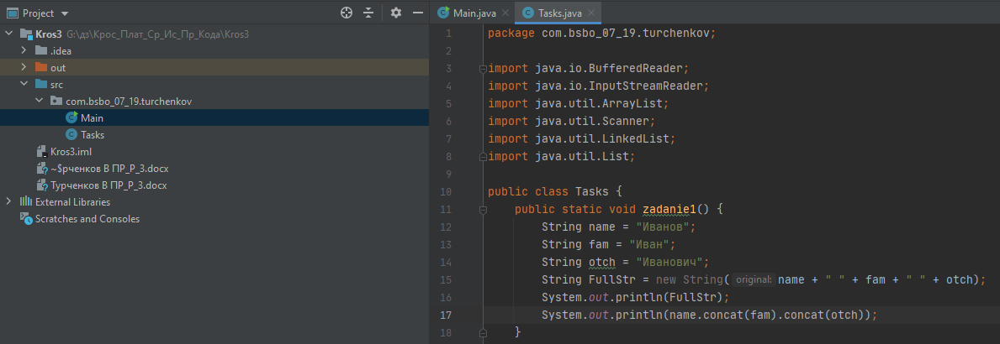 Project
Main.java
Tasks.java
Kros3 G:\дз\Крос_Плат_Ср_Ис_Пр_Кода\Kros3
.idea
out
src
com.bsbo_07_19.turchenkov
Main
Tasks
Kros3.iml
~$рченков В ПР_Р_3.docx
Турченков В ПР_Р_3.docx
External Libraries
Scratches and Consoles
1 package com.bsbo_07_19.turchenkov;
2
3 import java.io.BufferedReader;
4 import java.io.InputStreamReader;
5 import java.util.ArrayList;
6 import java.util.Scanner;
7 import java.util.LinkedList;
8 import java.util.List;
9
10 public class Tasks {
11 public static void zadanie1() {
12 String name = "Иванов";
13 String fam = "Иван";
14 String otch = "Иванович";
15 String FullStr = new String( original: name + " " + fam + " " + otch);
16 System.out.println(FullStr);
17 System.out.println(name.concat(fam).concat(otch));
18 }